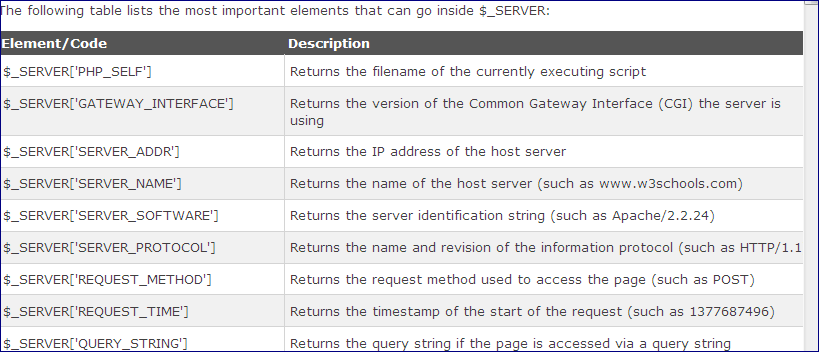 The following table lists the most important elements that can go inside $_SERVER:
Element/Code Description
$_SERVER['PHP_SELF'] Returns the filename of the currently executing script
$_SERVER['GATEWAY_INTERFACE'] Returns the version of the Common Gateway Interface (CGI) the server is
using
$_SERVER['SERVER_ADDR'] Returns the IP address of the host server
$_SERVER['SERVER_NAME'] Returns the name of the host server (such as www.w3schools.com)
$_SERVER['SERVER_SOFTWARE'] Returns the server identification string (such as Apache/2.2.24)
$_SERVER['SERVER_PROTOCOL'] Returns the name and revision of the information protocol (such as HTTP/1.1
$_SERVER['REQUEST_METHOD'] Returns the request method used to access the page (such as POST)
$_SERVER['REQUEST_TIME'] Returns the timestamp of the start of the request (such as 1377687496)
$_SERVER['QUERY_STRING'] Returns the query string if the page is accessed via a query string